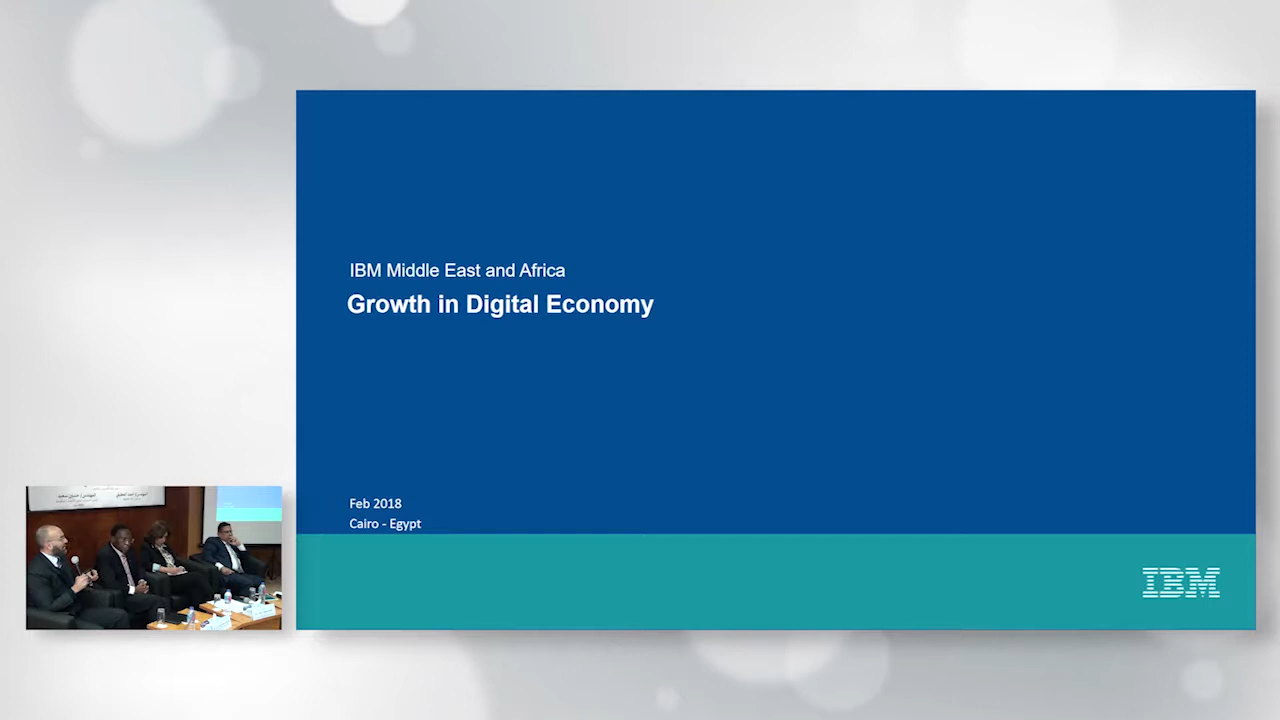 IBM Middle East and Africa
Growth in Digital Economy
Feb 2018
Cairo - Egypt
IBM